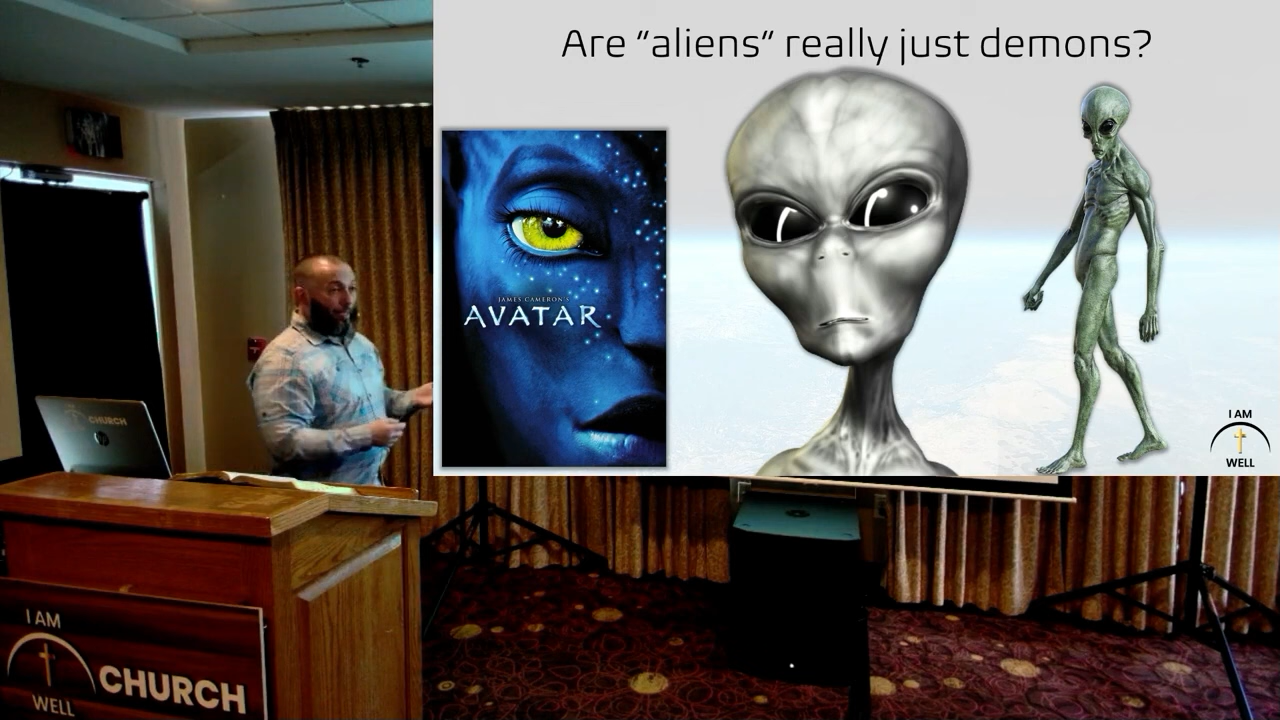 Are "aliens" really just demons?
JAMES CAMERON'S
AVATAR
I AM
WELL
CHURCH
I AM
CHURCH
WELL